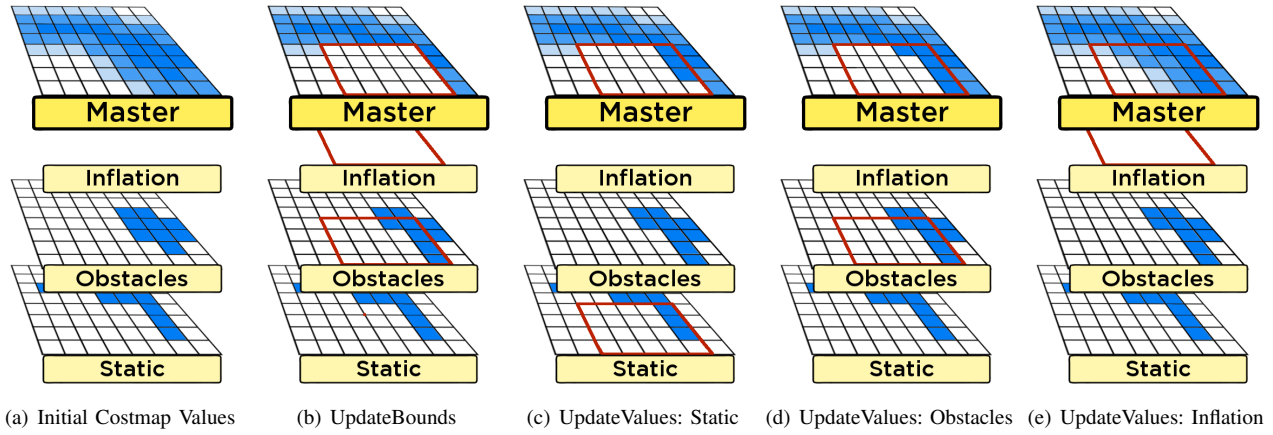 Master Master Master Master Master
Inflation Inflation Inflation Inflation Inflation
Obstacles Obstacles Obstacles Obstacles Obstacles
Static Static Static Static Static
(a) Initial Costmap Values (b) UpdateBounds (c) UpdateValues: Static (d) UpdateValues: Obstacles (e) UpdateValues: Inflation